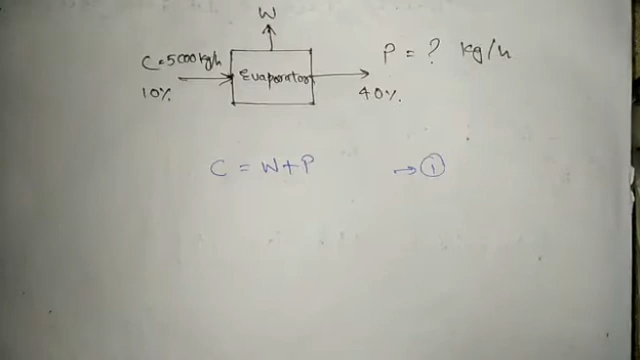 W
C = 5000 kg/h
P = ? kg/h
Evaporator
10%
40%.
C = W + P → ①